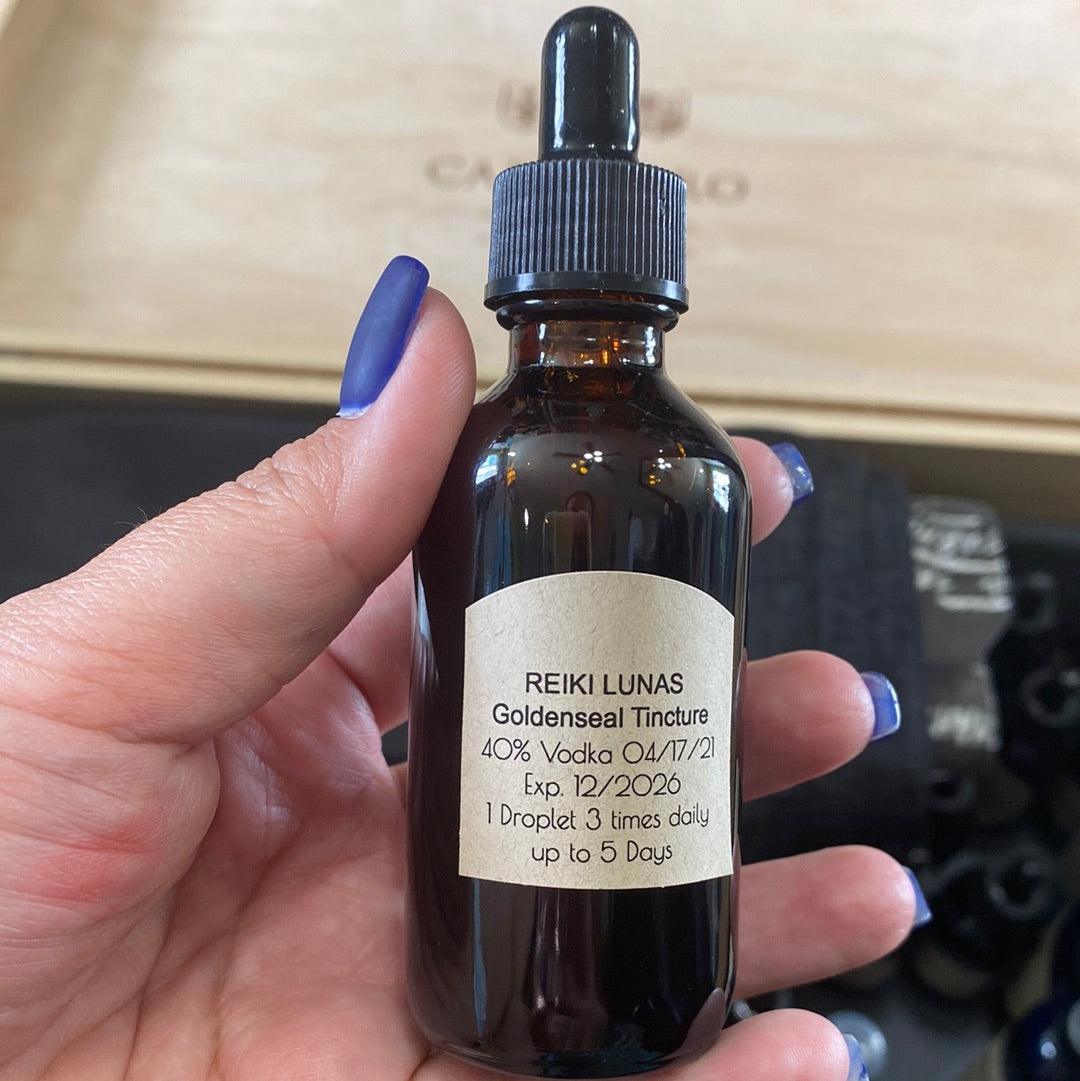 REIKI LUNAS
Goldenseal Tincture
40% Vodka 04/17/21
Exp. 12/2026
1 Droplet 3 times daily
up to 5 Days